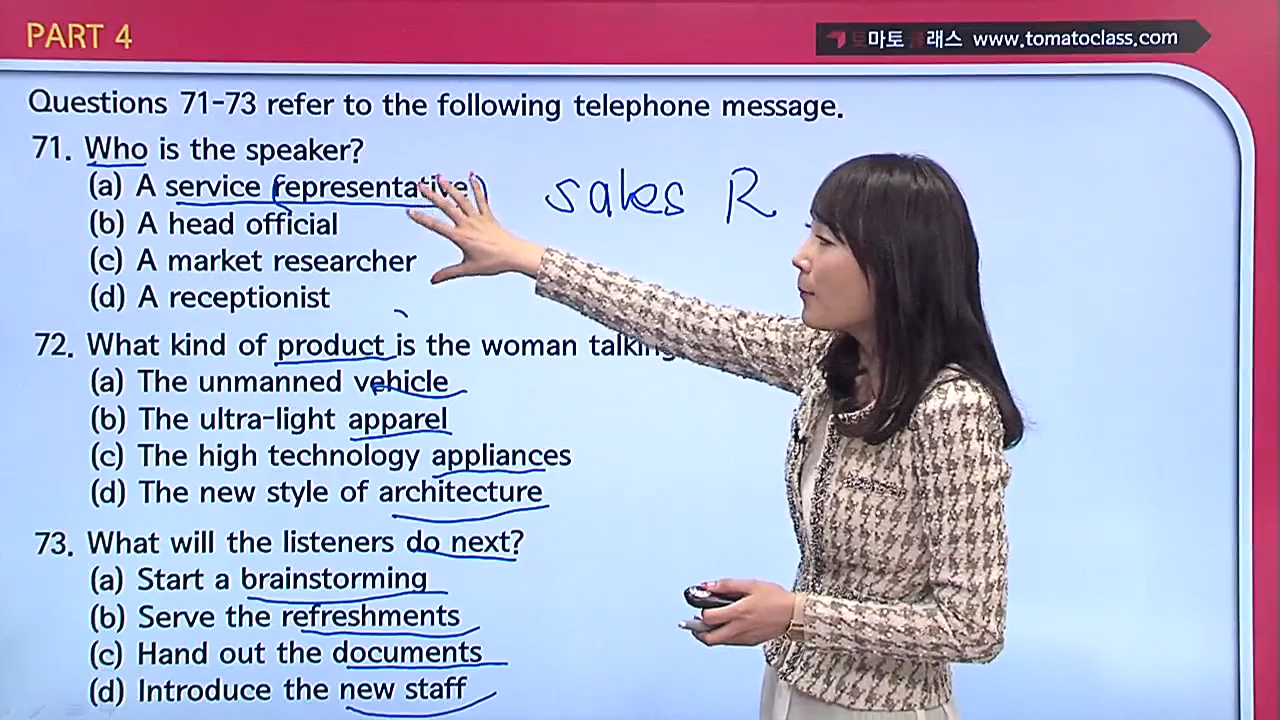 PART 4
토마토클래스 www.tomatoclass.com
Questions 71-73 refer to the following telephone message.
71. Who is the speaker?
(a) A service representative
sales R
(b) A head official
(c) A market researcher
(d) A receptionist
72. What kind of product is the woman talking
(a) The unmanned vehicle
(b) The ultra-light apparel
(c) The high technology appliances
(d) The new style of architecture
73. What will the listeners do next?
(a) Start a brainstorming
(b) Serve the refreshments
(c) Hand out the documents
(d) Introduce the new staff